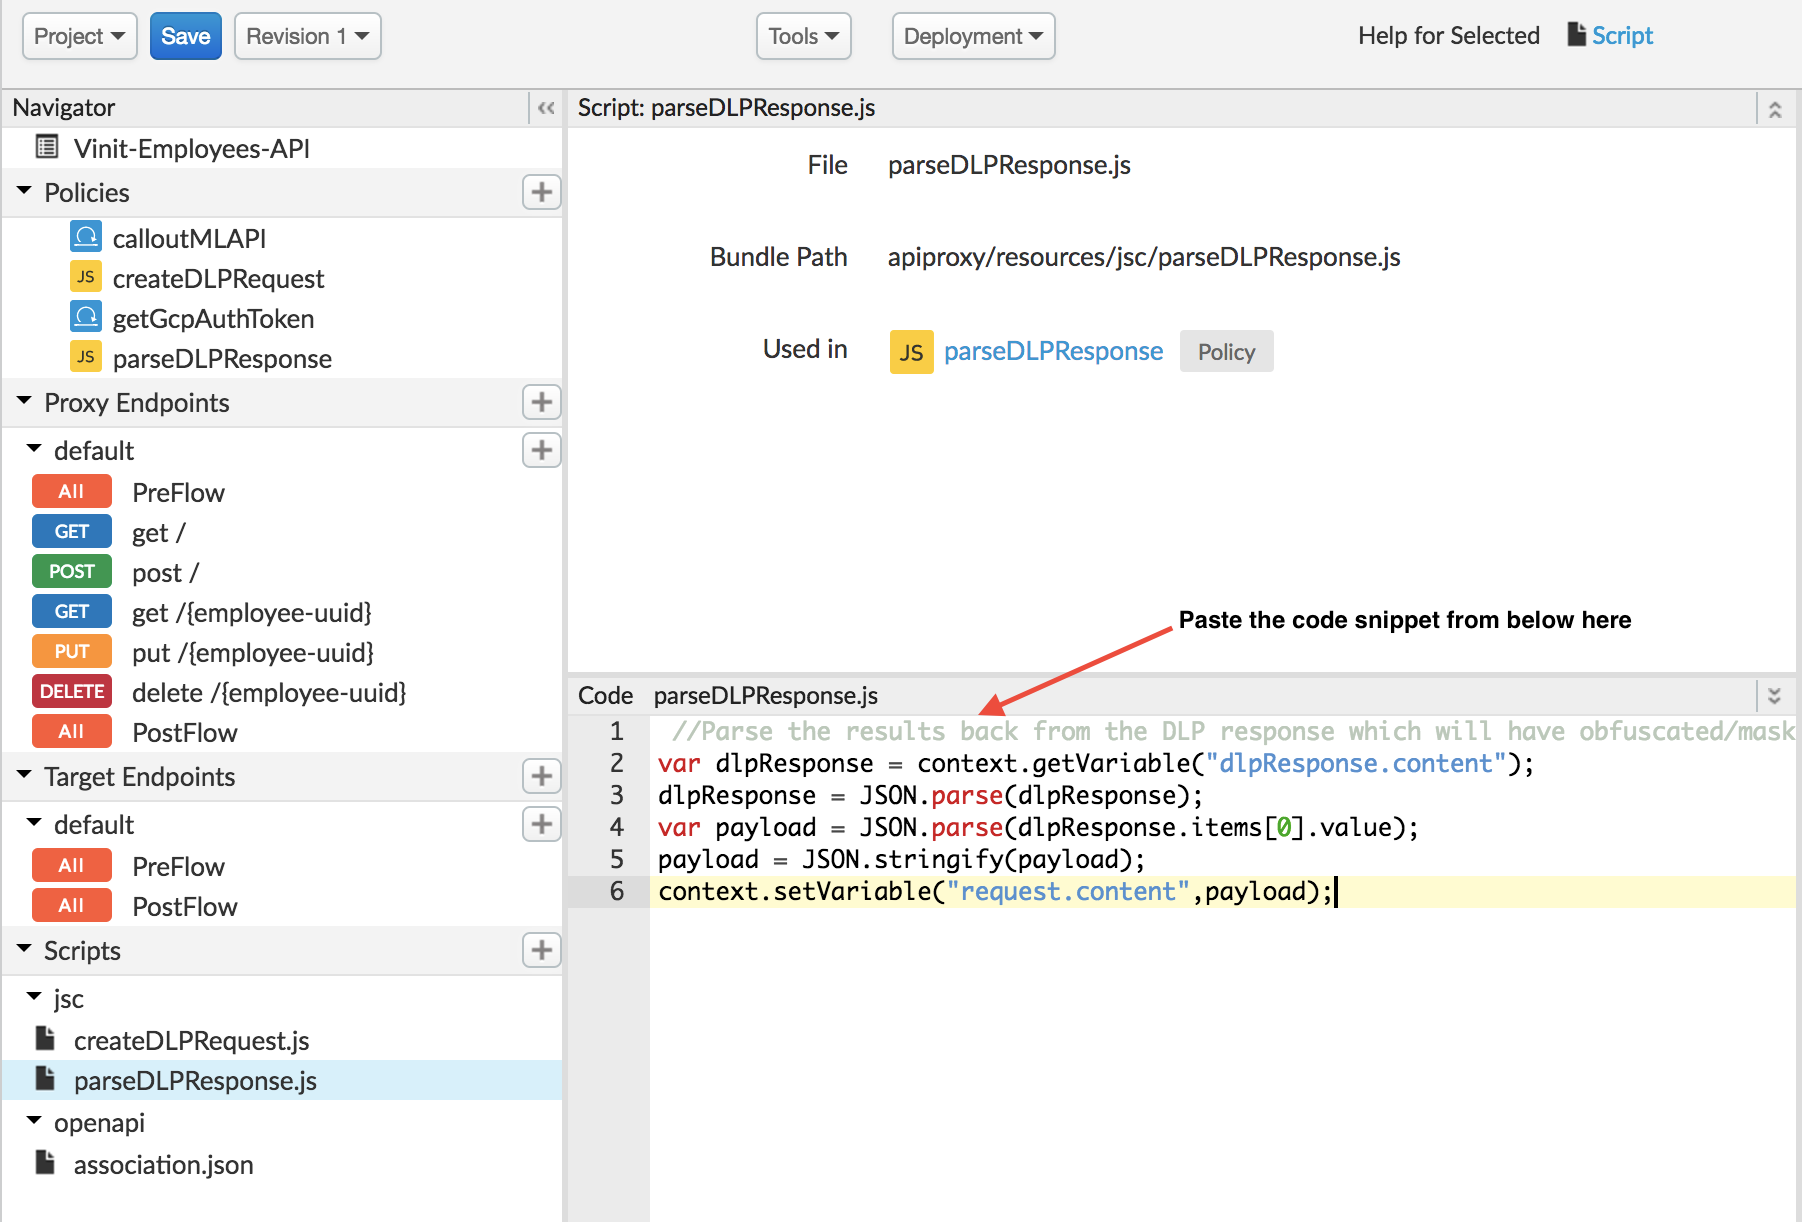 Project Save Revision 1 Tools Deployment Help for Selected Script
Navigator
Vinit-Employees-API
Policies
calloutMLAPI
JS createDLPRequest
getGcpAuthToken
JS parseDLPResponse
Proxy Endpoints
default
All PreFlow
GET get /
POST post /
GET get /{employee-uuid}
PUT put /{employee-uuid}
DELETE delete /{employee-uuid}
All PostFlow
Target Endpoints
default
All PreFlow
All PostFlow
Scripts
jsc
createDLPRequest.js
parseDLPResponse.js
openapi
association.json
Script: parseDLPResponse.js
File parseDLPResponse.js
Bundle Path apiproxy/resources/jsc/parseDLPResponse.js
Used in JS parseDLPResponse Policy
Paste the code snippet from below here
Code parseDLPResponse.js
1 //Parse the results back from the DLP response which will have obfuscated/mask
2 var dlpResponse = context.getVariable("dlpResponse.content");
3 dlpResponse = JSON.parse(dlpResponse);
4 var payload = JSON.parse(dlpResponse.items[0].value);
5 payload = JSON.stringify(payload);
6 context.setVariable("request.content",payload);